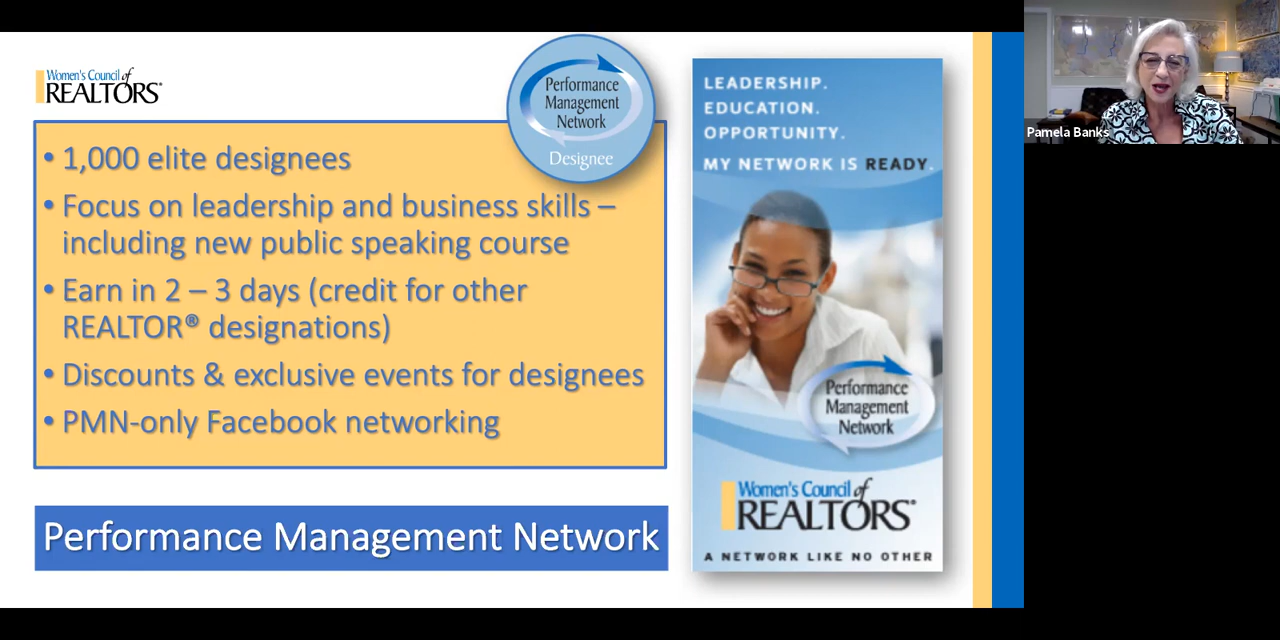 Women's Council of
REALTORS®
Performance
Management
Network
Designee
• 1,000 elite designees
• Focus on leadership and business skills –
including new public speaking course
• Earn in 2 – 3 days (credit for other
REALTOR® designations)
• Discounts & exclusive events for designees
• PMN-only Facebook networking
Performance Management Network
LEADERSHIP.
EDUCATION.
OPPORTUNITY.
MY NETWORK IS READY.
Performance
Management
Network
Women's Council of
REALTORS®
A NETWORK LIKE NO OTHER
Pamela Banks